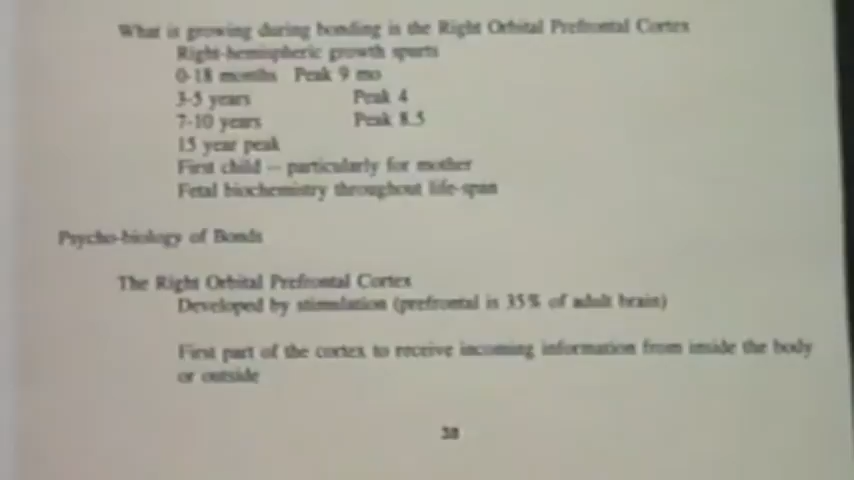 What is growing during bonding is the Right Orbital Prefrontal Cortex
Right-hemispheric growth spurts
0-18 months Peak 9 mo
3-5 years Peak 4
7-10 years Peak 8.5
15 year peak
First child -- particularly for mother
Fetal biochemistry throughout life-span
Psycho-biology of Bonds
The Right Orbital Prefrontal Cortex
Developed by stimulation (prefrontal is 35% of adult brain)
First part of the cortex to receive incoming information from inside the body
or outside
38